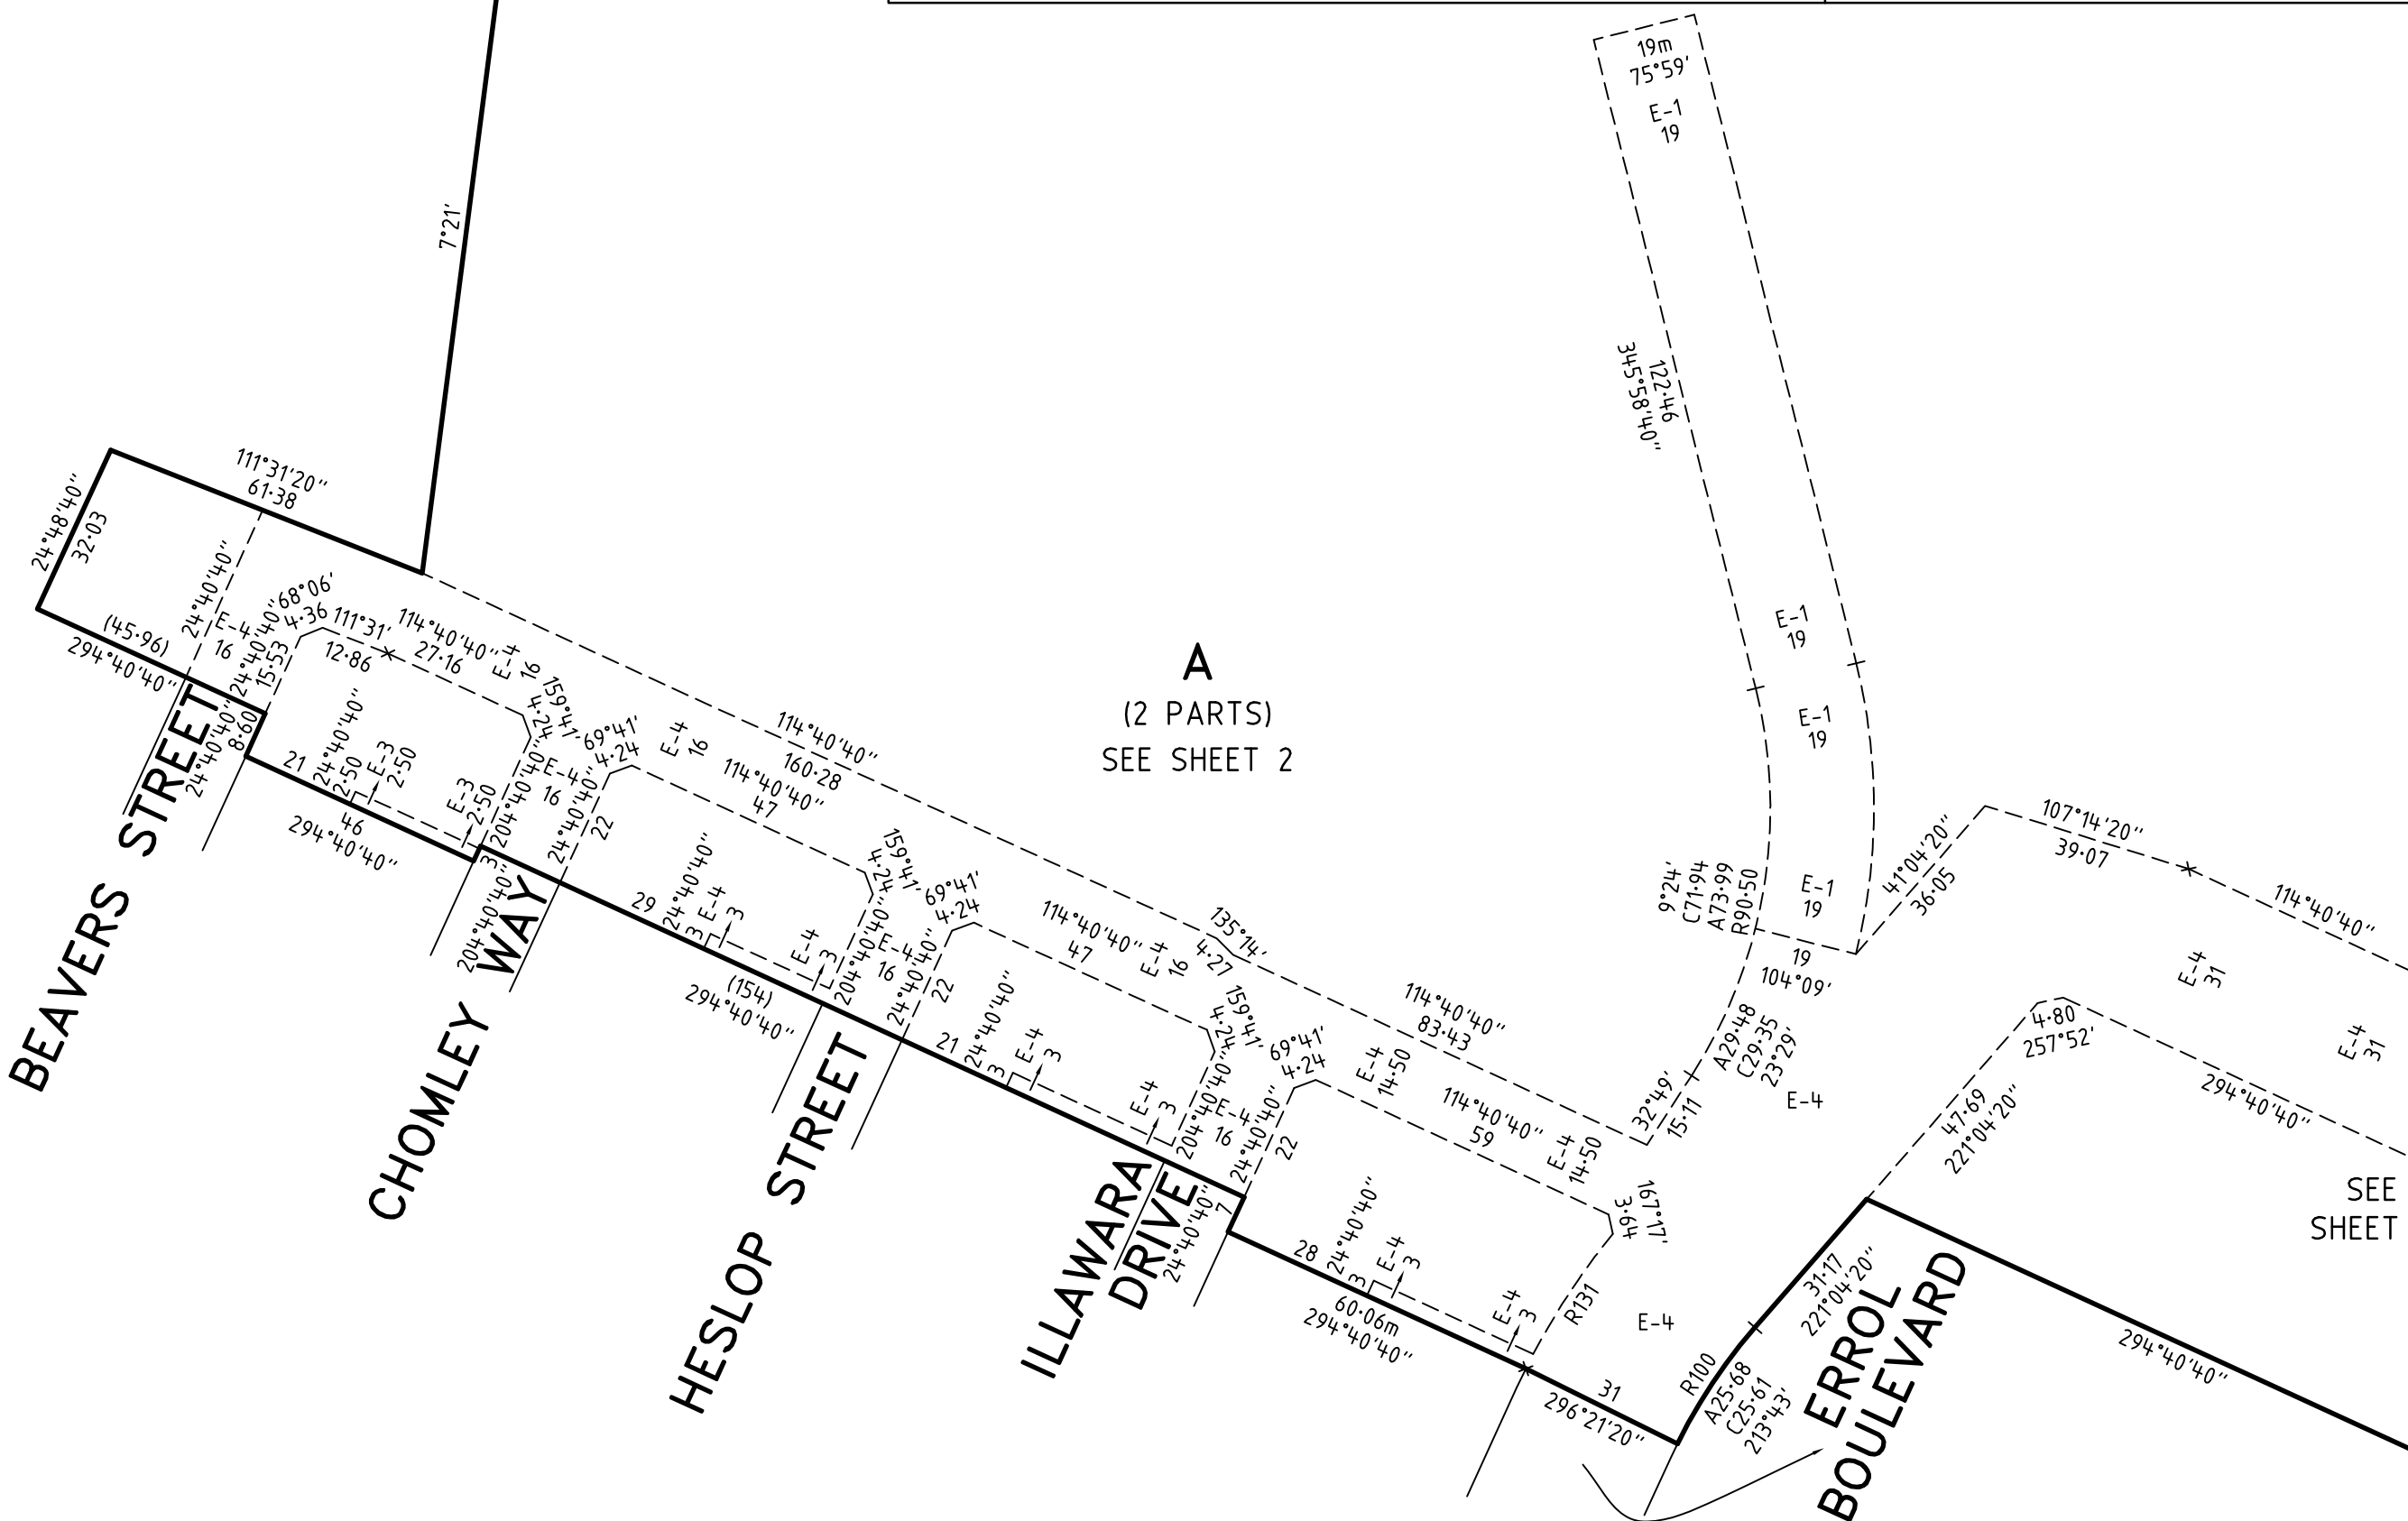 19m
75°59'
E-1
19
7°21'
122·46
345°58'40"
111°31'20"
61·38
24°48'40"
32·03
(45·96)
294°40'40"
24°40'40"
E-4
16
24°40'40"
15·53
68°06'
4·36
111°31'
12·86
114°40'40"
27·16
E-4
16
159°41'
4·24
69°41'
4·24
E-4
16
114°40'40"
160·28
114°40'40"
47
A
(2 PARTS)
SEE SHEET 2
E-1
19
E-1
19
E-1
19
24°40'40"
8·60
21
24°40'40"
2·50
E-3
2·50
46
294°40'40"
E-3
2·50
204°40'40"
E-4
16
24°40'40"
22
3
204°40'40"
29
24°40'40"
3
E-4
3
(154)
294°40'40"
E-4
3
159°41'
4·24
204°40'40"
E-4
16
69°41'
4·24
24°40'40"
22
114°40'40"
47
E-4
16
135°14'
4·27
21
24°40'40"
3
E-4
3
E-4
3
159°41'
4·24
204°40'40"
E-4
16
69°41'
4·24
24°40'40"
22
114°40'40"
83·43
E-4
14·50
114°40'40"
59
E-4
14·50
7
24°40'40"
28
24°40'40"
3
E-4
3
60·06m
294°40'40"
E-4
3
167°17'
3·64
R131
E-4
31
296°21'20"
9°24'
C71·94
A73·99
R90·50
19
104°09'
41°04'20"
36·05
107°14'20"
39·07
114°40'40"
A29·48
C29·35
23°29'
32°49'
15·11
E-4
E-4
31
E-4
31
4·80
257°52'
294°40'40"
47·69
221°04'20"
SEE
SHEET
31·17
221°04'20"
R100
A25·68
C25·61
213°43'
294°40'40"
BEAVERS STREET
CHOMLEY WAY
HESLOP STREET
ILLAWARA
DRIVE
ERROL
BOULEVARD